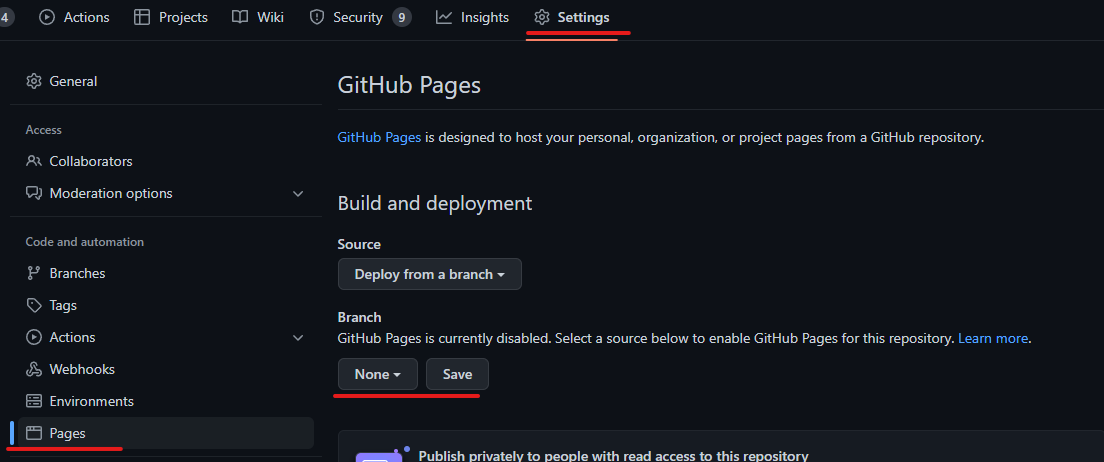 4 Actions Projects Wiki Security 9 Insights Settings
General
Access
Collaborators
Moderation options
Code and automation
Branches
Tags
Actions
Webhooks
Environments
Pages
GitHub Pages
GitHub Pages is designed to host your personal, organization, or project pages from a GitHub repository.
Build and deployment
Source
Deploy from a branch
Branch
GitHub Pages is currently disabled. Select a source below to enable GitHub Pages for this repository. Learn more.
None Save
Publish privately to people with read access to this repository